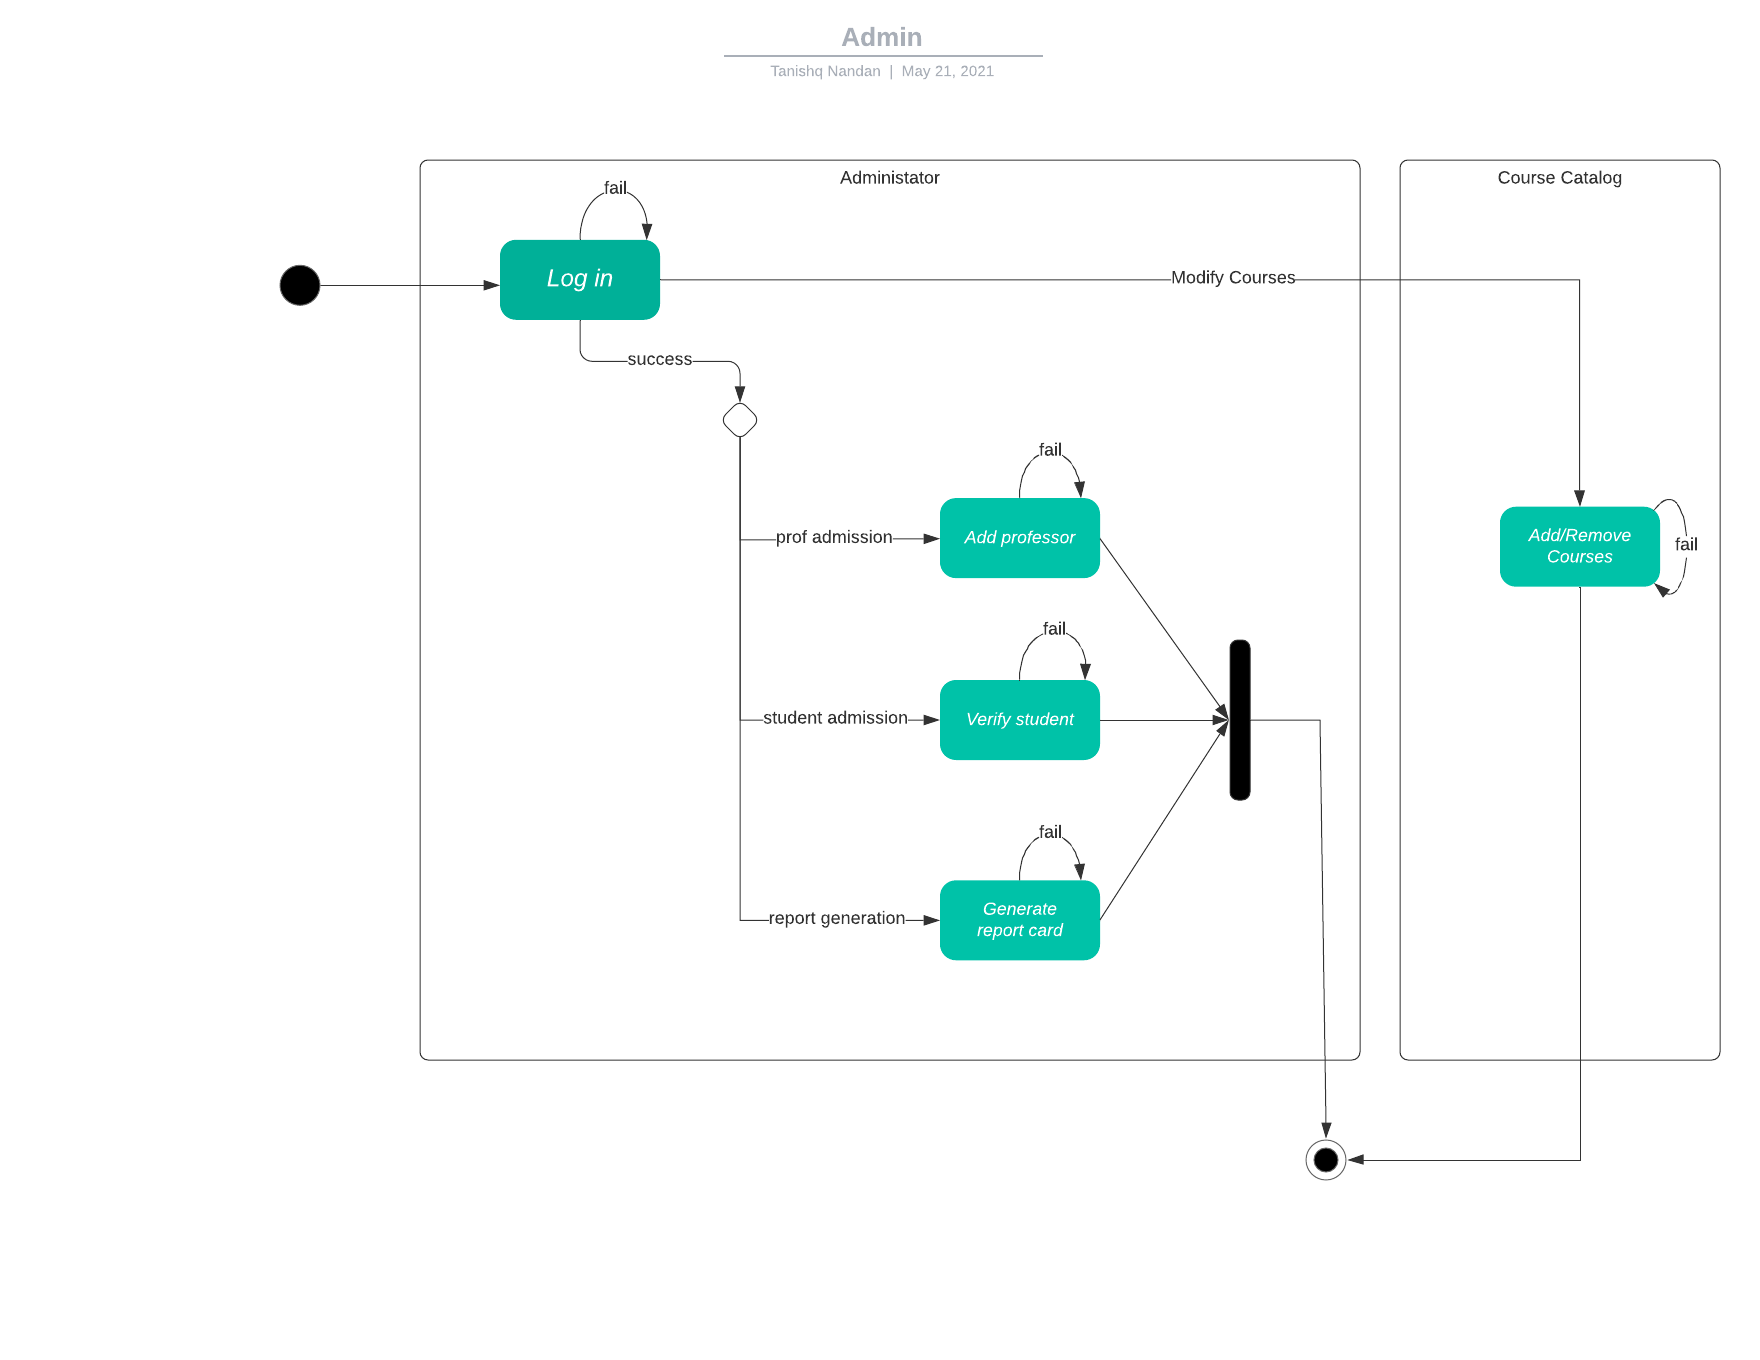 Admin
Tanishq Nandan | May 21, 2021
Administator
Course Catalog
fail
Log in
Modify Courses
success
fail
prof admission
Add professor
Add/Remove
Courses
fail
fail
student admission
Verify student
fail
report generation
Generate
report card